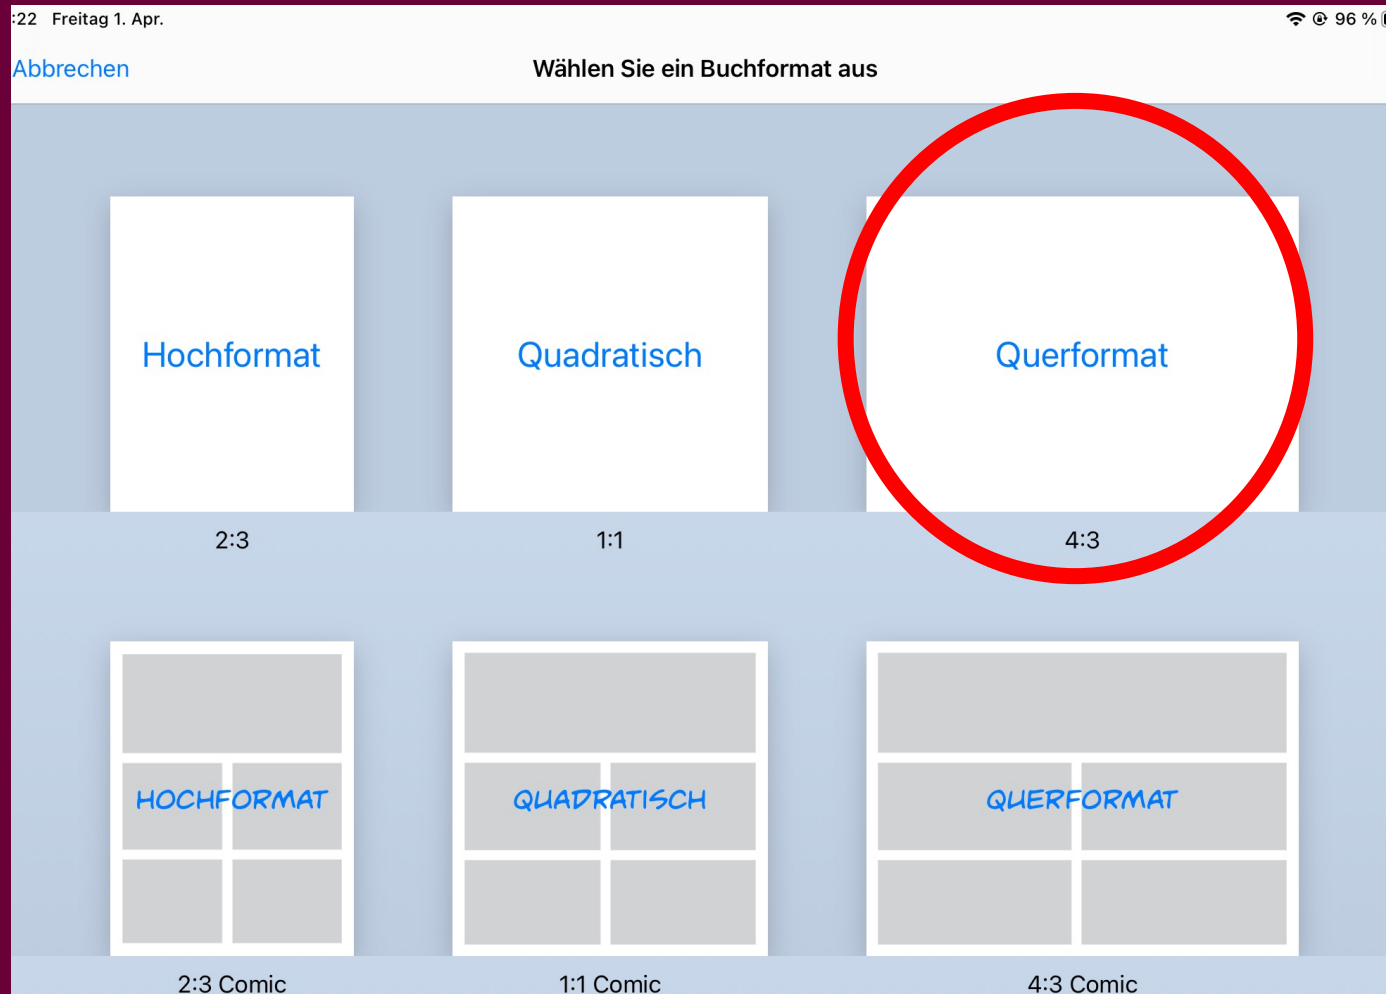 :22 Freitag 1. Apr. 96 %
Abbrechen Wählen Sie ein Buchformat aus
Hochformat Quadratisch Querformat
2:3 1:1 4:3
HOCHFORMAT QUADRATISCH QUERFORMAT
2:3 Comic 1:1 Comic 4:3 Comic